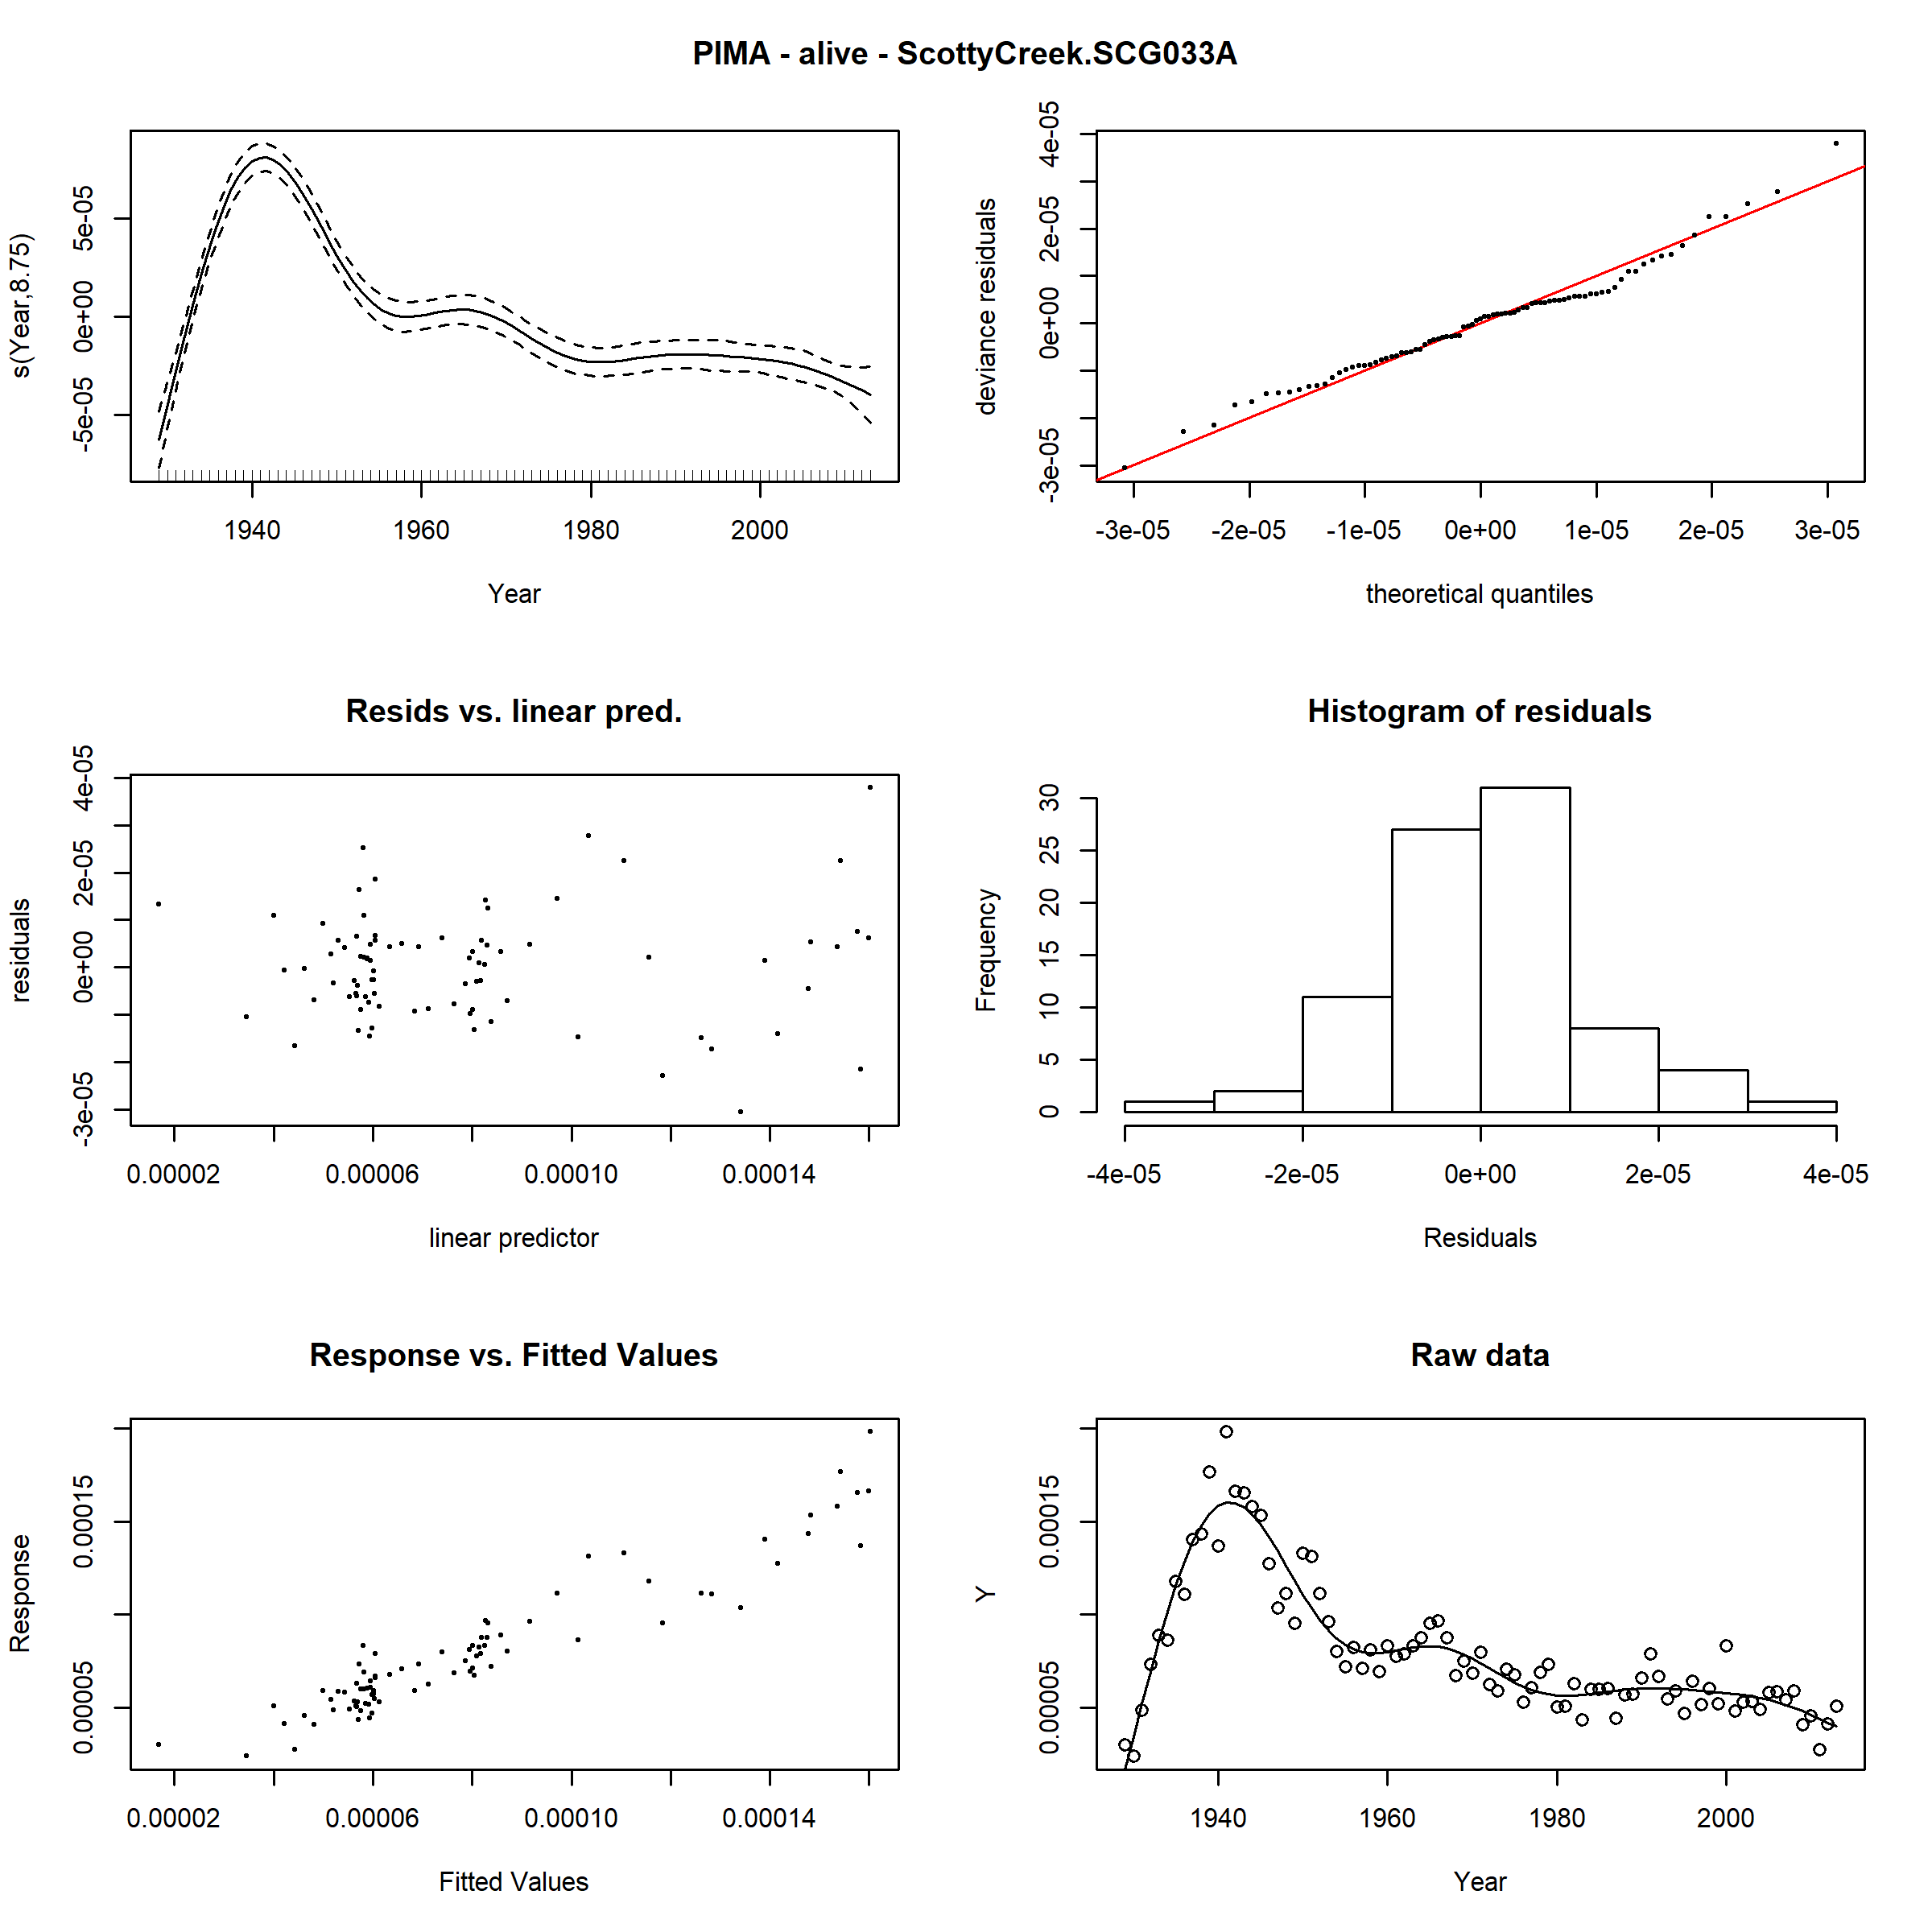 PIMA - alive - ScottyCreek.SCG033A
s(Year,8.75)
-5e-05 0e+00 5e-05
1940 1960 1980 2000
Year
deviance residuals
-3e-05 0e+00 2e-05 4e-05
-3e-05 -2e-05 -1e-05 0e+00 1e-05 2e-05 3e-05
theoretical quantiles
Resids vs. linear pred.
residuals
-3e-05 0e+00 2e-05 4e-05
0.00002 0.00006 0.00010 0.00014
linear predictor
Histogram of residuals
Frequency
0 5 10 15 20 25 30
-4e-05 -2e-05 0e+00 2e-05 4e-05
Residuals
Response vs. Fitted Values
Response
0.00005 0.00015
0.00002 0.00006 0.00010 0.00014
Fitted Values
Raw data
Y
0.00005 0.00015
1940 1960 1980 2000
Year